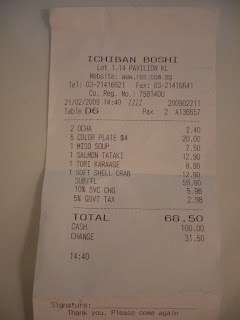 ICHIBAN BOSHI
Lot 1.14 PAVILION KL
Website: www.rbs.com.sg
Tel: 03-21416621 Fax: 03-21416641
Co. Reg. No.: 758140U
21/02/2009 14:40 ZZZZ 200902211
Table D6 Pax : 2 A136657
2 OCHA 2.40
5 COLOR PLATE $4 20.00
1 MISO SOUP 2.50
1 SALMON TATAKI 12.90
1 TORI KARAAGE 8.90
1 SOFT SHELL CRAB 12.90
SUBTTL 59.60
10% SVC CHG 5.96
5% GOVT TAX 2.98
TOTAL 68.50
CASH 100.00
CHANGE 31.50
14:40
Signature:
Thank you. Please come again